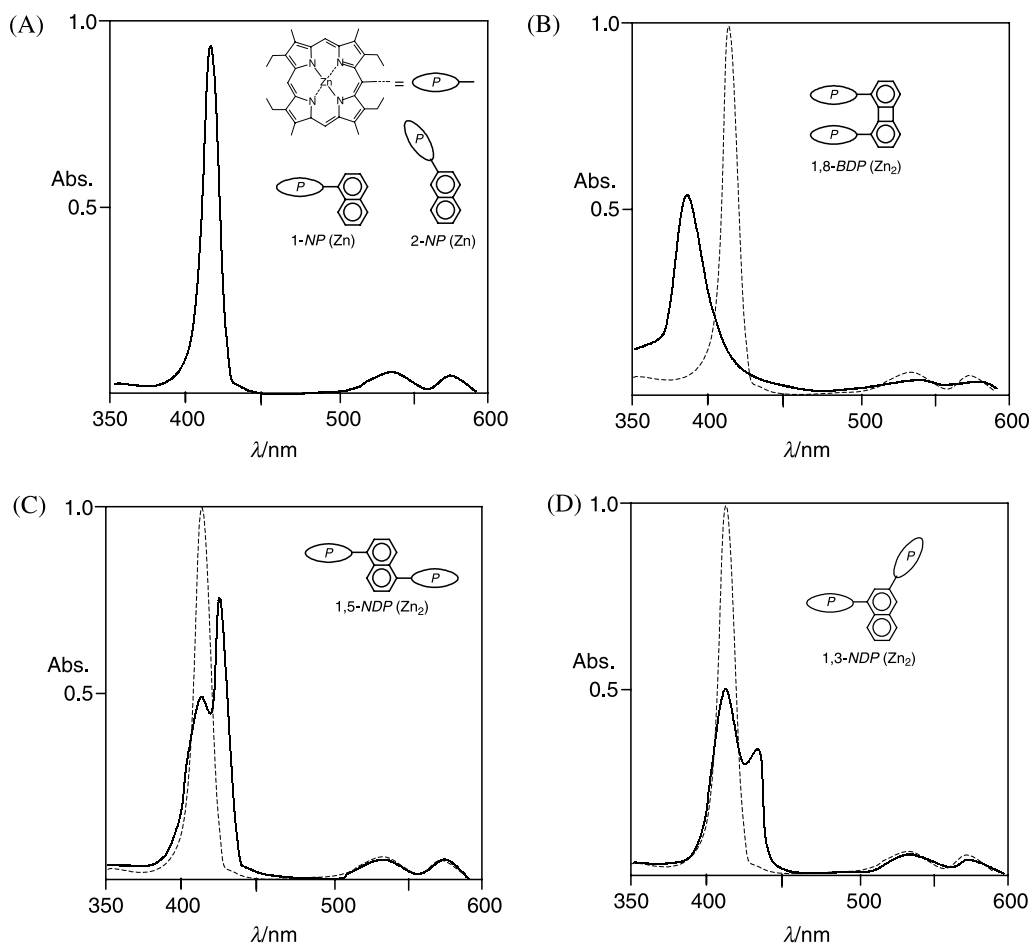 (A)
1.0
Abs.
0.5
N
N
Zn
N
N
=
P
P
1-NP (Zn)
P
2-NP (Zn)
350
400
500
600
λ/nm
(B)
1.0
Abs.
0.5
P
P
1,8-BDP (Zn₂)
350
400
500
600
λ/nm
(C)
1.0
Abs.
0.5
P
P
1,5-NDP (Zn₂)
350
400
500
600
λ/nm
(D)
1.0
Abs.
0.5
P
P
1,3-NDP (Zn₂)
350
400
500
600
λ/nm